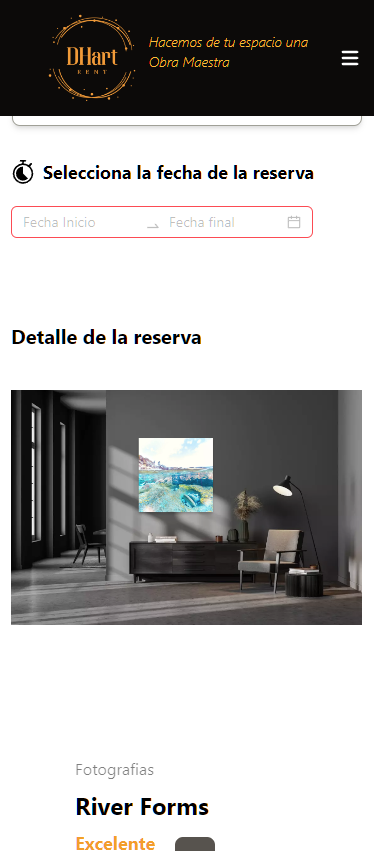 DHart
RENT
Hacemos de tu espacio una
Obra Maestra
Selecciona la fecha de la reserva
Fecha Inicio
Fecha final
Detalle de la reserva
Fotografias
River Forms
Excelente